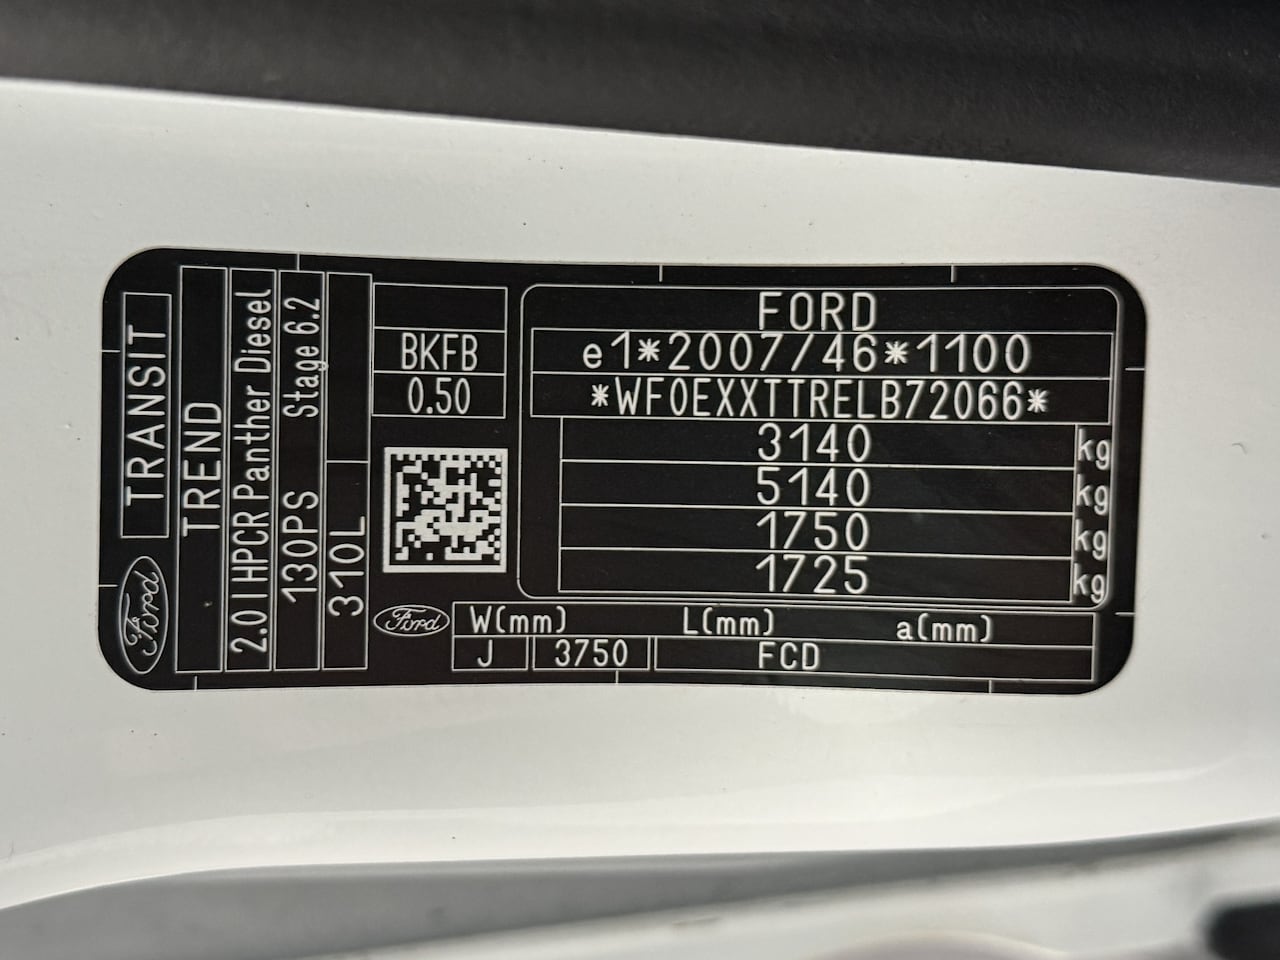 Ford
TRANSIT
TREND
2.0 l HPCR Panther Diesel
130PS Stage 6.2
310L
BKFB
0.50
FORD
e1*2007/46*1100
*WF0EXXTTRELB72066*
3140 kg
5140 kg
1750 kg
1725 kg
Ford
W(mm) L(mm) a(mm)
J 3750 FCD